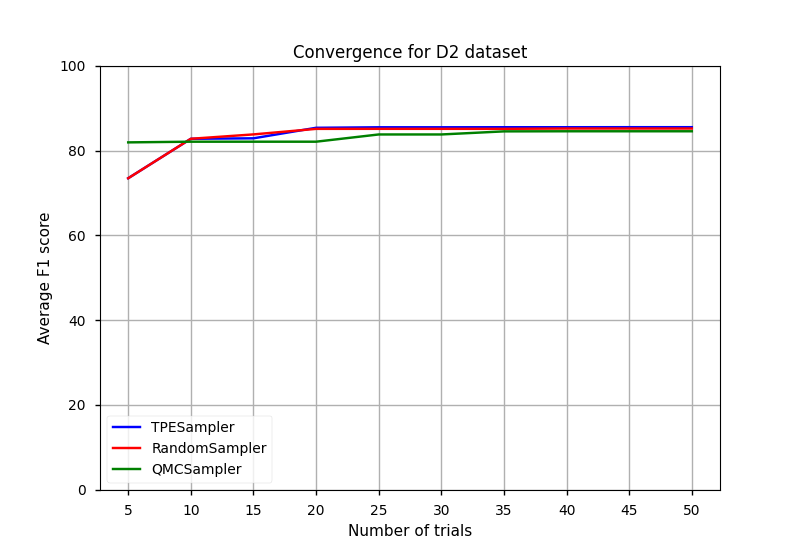 Convergence for D2 dataset
100
80
60
40
20
0
Average F1 score
TPESampler
RandomSampler
QMCSampler
5 10 15 20 25 30 35 40 45 50
Number of trials